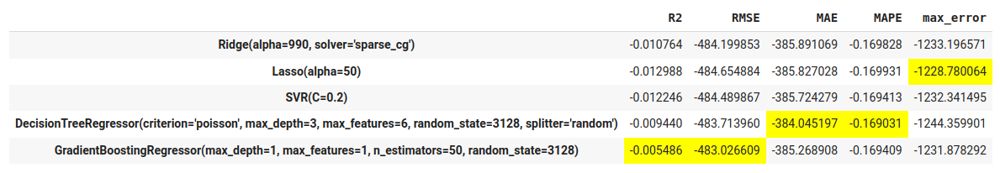 R2 RMSE MAE MAPE max_error
Ridge(alpha=990, solver='sparse_cg') -0.010764 -484.199853 -385.891069 -0.169828 -1233.196571
Lasso(alpha=50) -0.012988 -484.654884 -385.827028 -0.169931 -1228.780064
SVR(C=0.2) -0.012246 -484.489867 -385.724279 -0.169413 -1232.341495
DecisionTreeRegressor(criterion='poisson', max_depth=3, max_features=6, random_state=3128, splitter='random') -0.009440 -483.713960 -384.045197 -0.169031 -1244.359901
GradientBoostingRegressor(max_depth=1, max_features=1, n_estimators=50, random_state=3128) -0.005486 -483.026609 -385.268908 -0.169409 -1231.878292